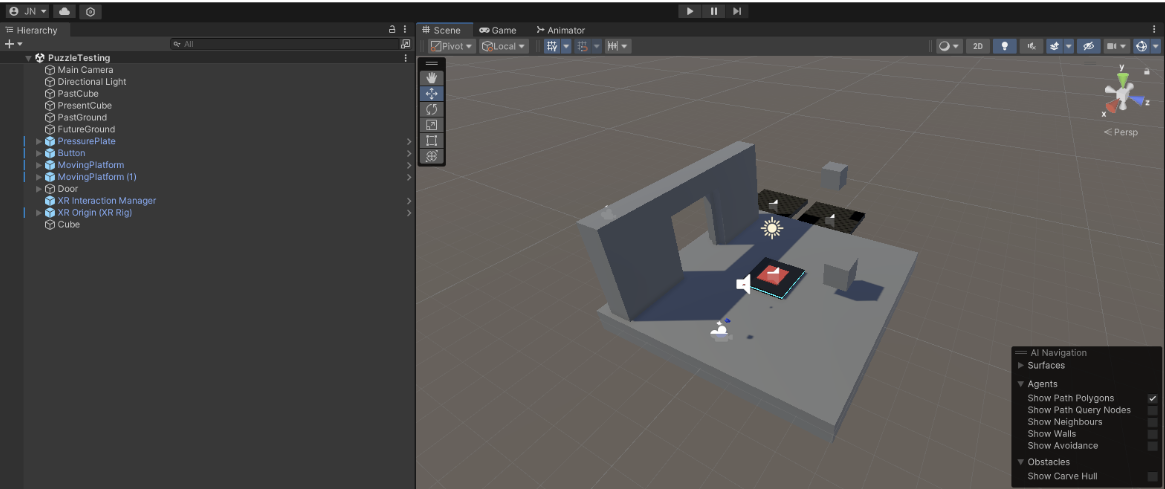 JN
Hierarchy
All
PuzzleTesting
Main Camera
Directional Light
PastCube
PresentCube
PastGround
FutureGround
PressurePlate
Button
MovingPlatform
MovingPlatform (1)
Door
XR Interaction Manager
XR Origin (XR Rig)
Cube
Scene
Game
Animator
Pivot
Local
2D
y
z
x
Persp
AI Navigation
Surfaces
Agents
Show Path Polygons
Show Path Query Nodes
Show Neighbours
Show Walls
Show Avoidance
Obstacles
Show Carve Hull